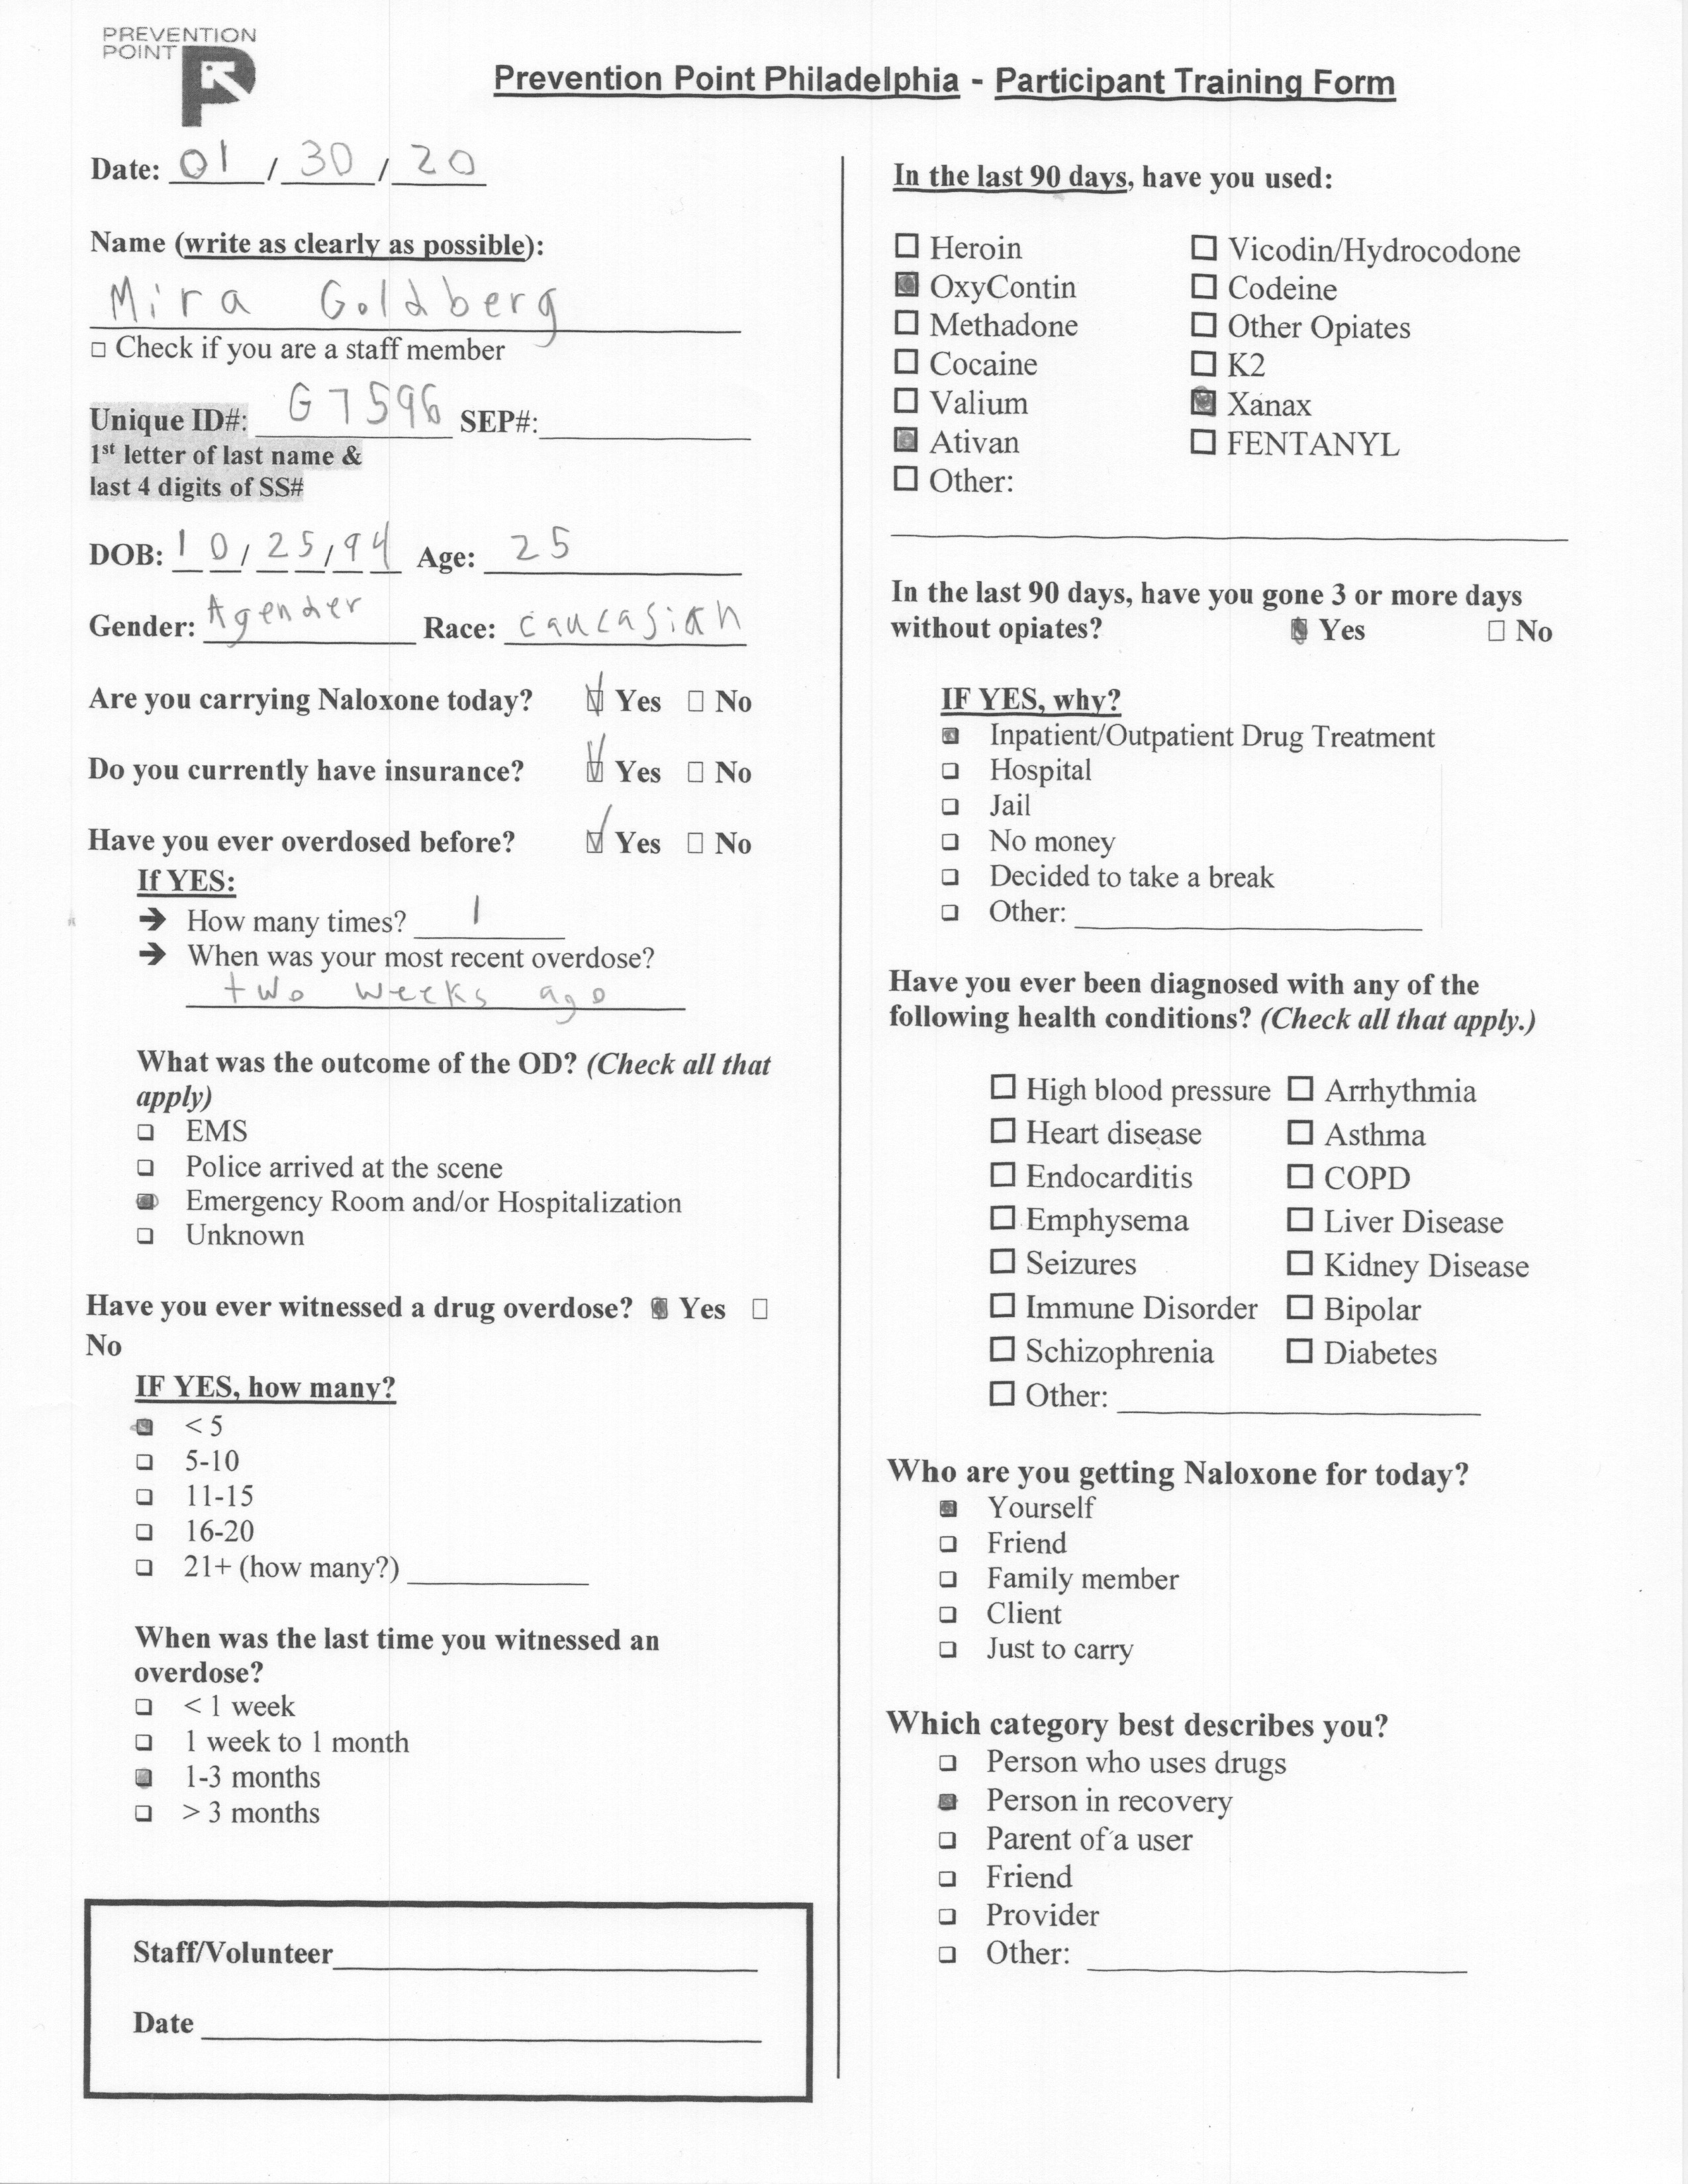 PREVENTION
POINT
Prevention Point Philadelphia - Participant Training Form
Date: 01 / 30 / 20
Name (write as clearly as possible):
Mira Goldberg
☐ Check if you are a staff member
Unique ID#: G7596 SEP#:
1st letter of last name &
last 4 digits of SS#
DOB: 10/25/94 Age: 25
Gender: Agender Race: caucasian
Are you carrying Naloxone today? ☑ Yes ☐ No
Do you currently have insurance? ☑ Yes ☐ No
Have you ever overdosed before? ☑ Yes ☐ No
If YES:
➔ How many times? 1
➔ When was your most recent overdose?
two weeks ago
What was the outcome of the OD? (Check all that
apply)
☐ EMS
☐ Police arrived at the scene
☑ Emergency Room and/or Hospitalization
☐ Unknown
Have you ever witnessed a drug overdose? ☑ Yes ☐
No
IF YES, how many?
☑ < 5
☐ 5-10
☐ 11-15
☐ 16-20
☐ 21+ (how many?)
When was the last time you witnessed an
overdose?
☐ < 1 week
☐ 1 week to 1 month
☑ 1-3 months
☐ > 3 months
Staff/Volunteer
Date
In the last 90 days, have you used:
☐ Heroin ☐ Vicodin/Hydrocodone
☑ OxyContin ☐ Codeine
☐ Methadone ☐ Other Opiates
☐ Cocaine ☐ K2
☐ Valium ☑ Xanax
☑ Ativan ☐ FENTANYL
☐ Other:
In the last 90 days, have you gone 3 or more days
without opiates? ☑ Yes ☐ No
IF YES, why?
☑ Inpatient/Outpatient Drug Treatment
☐ Hospital
☐ Jail
☐ No money
☐ Decided to take a break
☐ Other:
Have you ever been diagnosed with any of the
following health conditions? (Check all that apply.)
☐ High blood pressure ☐ Arrhythmia
☐ Heart disease ☐ Asthma
☐ Endocarditis ☐ COPD
☐ Emphysema ☐ Liver Disease
☐ Seizures ☐ Kidney Disease
☐ Immune Disorder ☐ Bipolar
☐ Schizophrenia ☐ Diabetes
☐ Other:
Who are you getting Naloxone for today?
☑ Yourself
☐ Friend
☐ Family member
☐ Client
☐ Just to carry
Which category best describes you?
☐ Person who uses drugs
☑ Person in recovery
☐ Parent of a user
☐ Friend
☐ Provider
☐ Other: